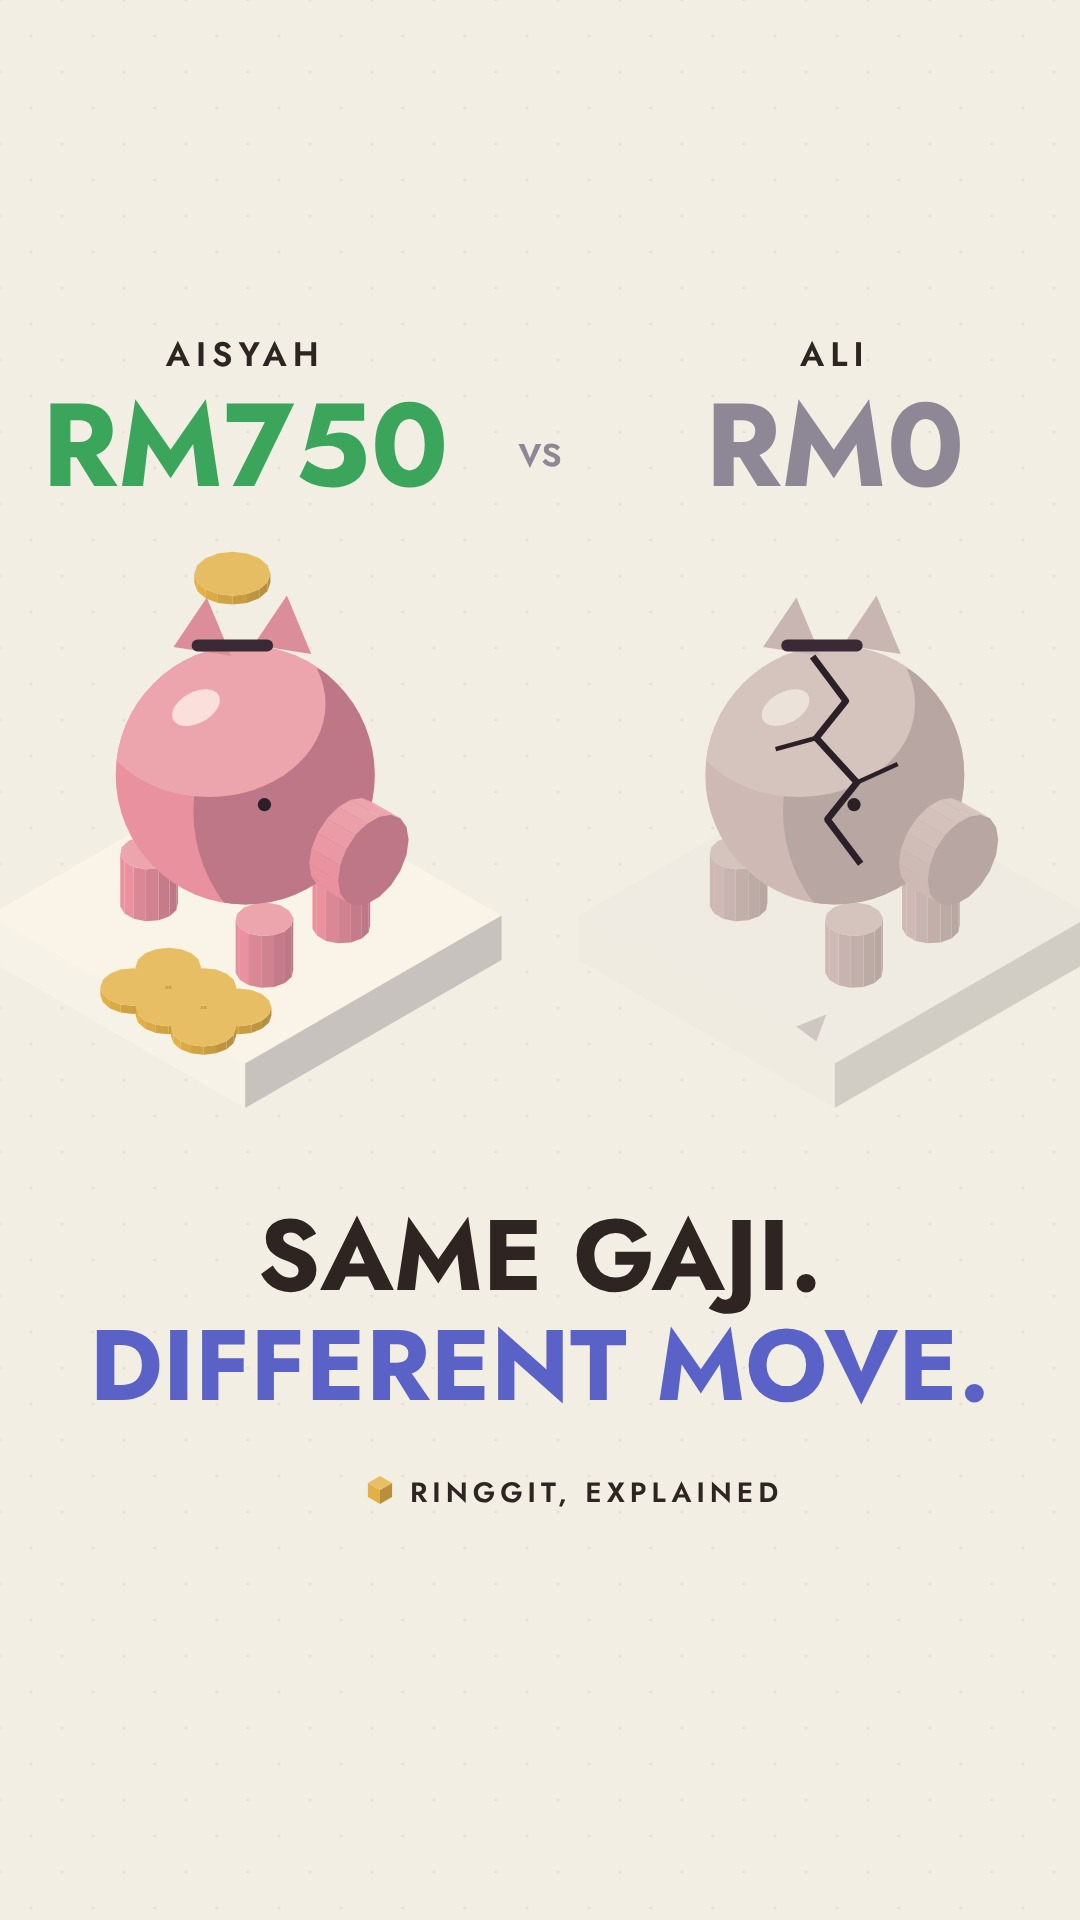 AISYAH
RM750
vs
ALI
RM0
SAME GAJI.
DIFFERENT MOVE.
RINGGIT, EXPLAINED